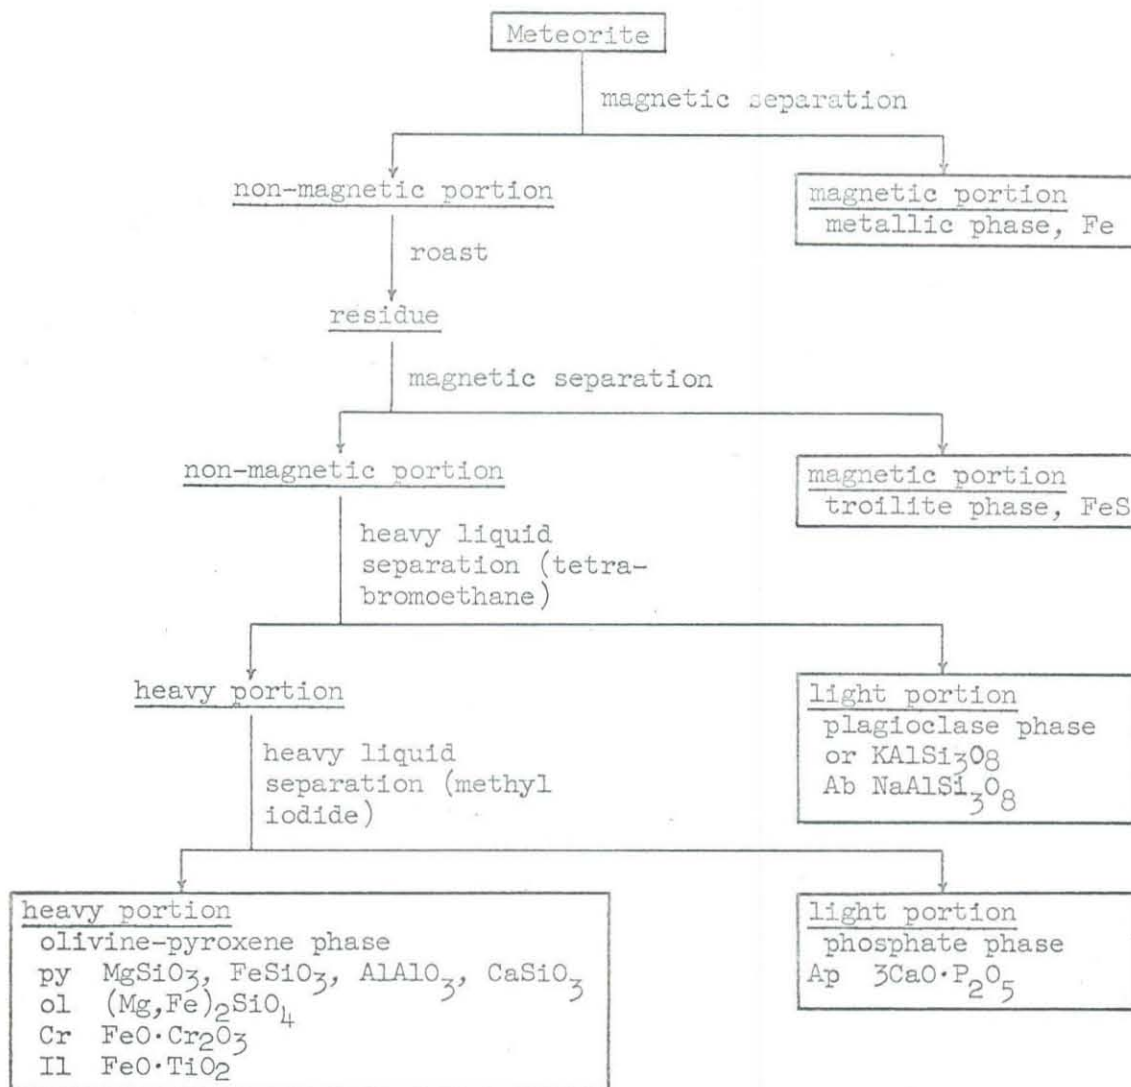 Meteorite
magnetic separation
non-magnetic portion
magnetic portion
metallic phase, Fe
roast
residue
magnetic separation
non-magnetic portion
magnetic portion
troilite phase, FeS
heavy liquid
separation (tetra-
bromoethane)
heavy portion
light portion
plagioclase phase
or KAlSi₃O₈
Ab NaAlSi₃O₈
heavy liquid
separation (methyl
iodide)
heavy portion
olivine-pyroxene phase
py MgSiO₃, FeSiO₃, AlAlO₃, CaSiO₃
ol (Mg,Fe)₂SiO₄
Cr FeO·Cr₂O₃
Il FeO·TiO₂
light portion
phosphate phase
Ap 3CaO·P₂O₅